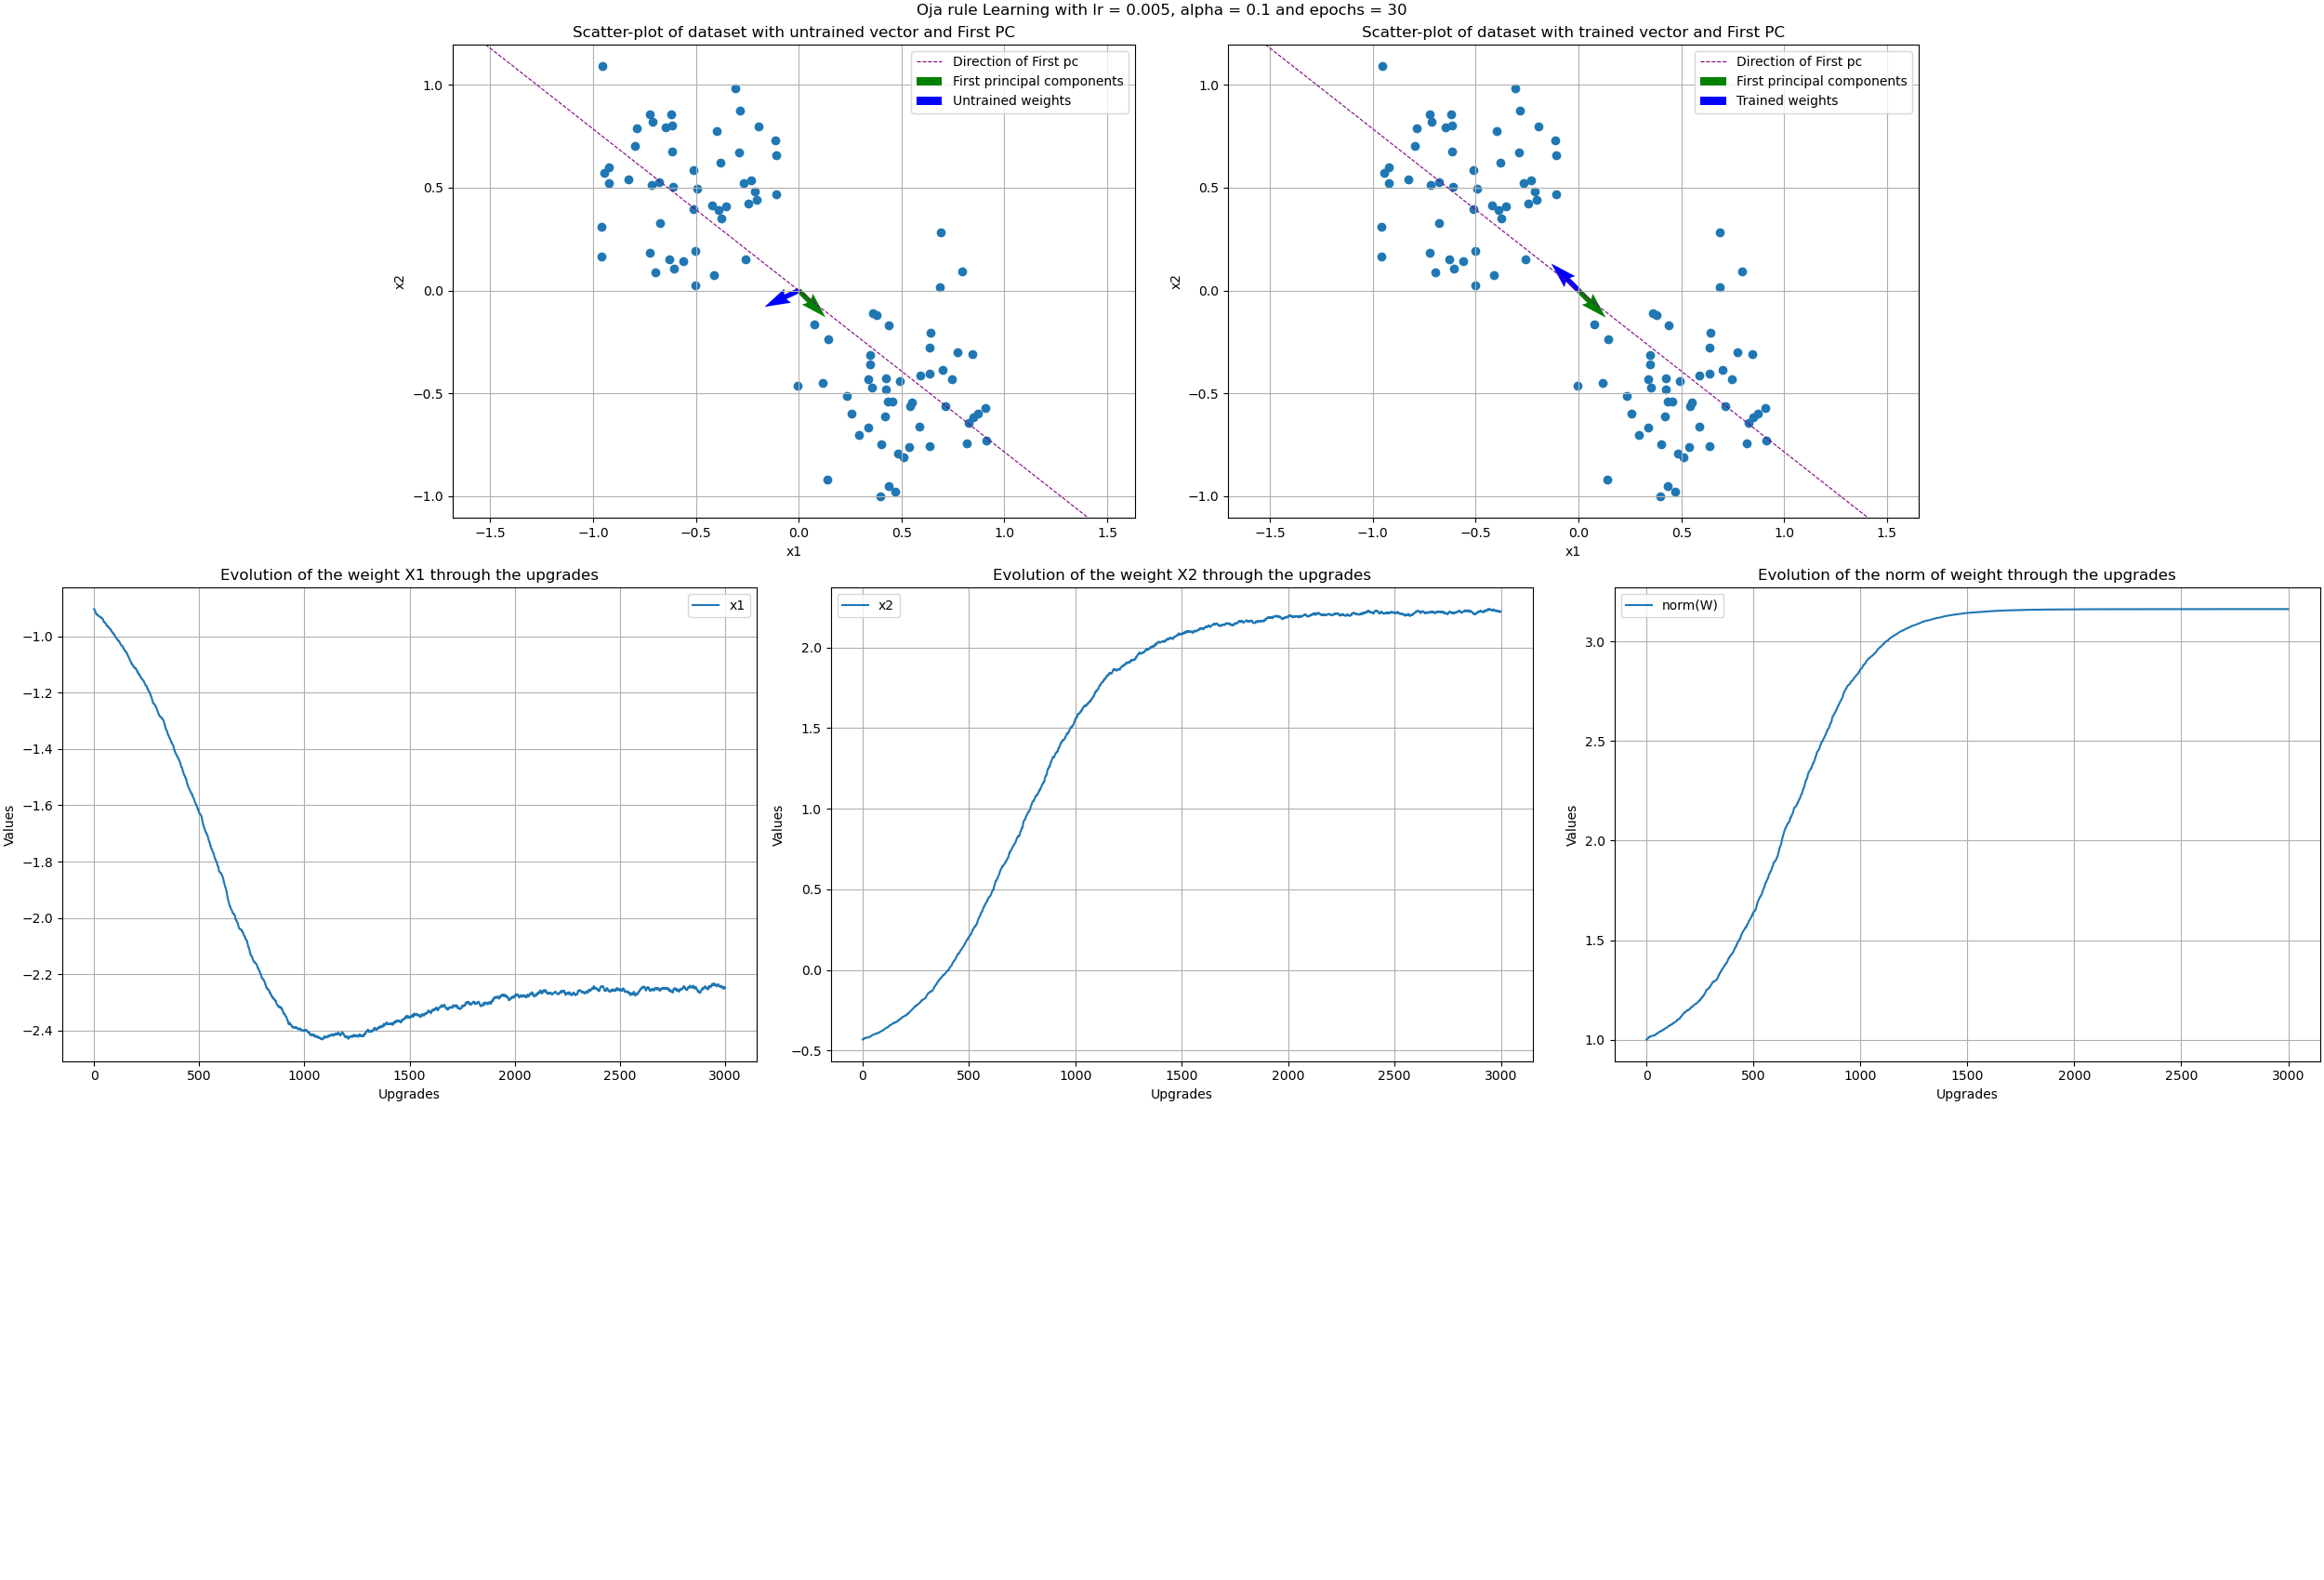 Oja rule Learning with lr = 0.005, alpha = 0.1 and epochs = 30
Scatter-plot of dataset with untrained vector and First PC
Direction of First pc
First principal components
Untrained weights
1.0
0.5
0.0
−0.5
−1.0
x2
−1.5
−1.0
−0.5
0.0
0.5
1.0
1.5
x1
Scatter-plot of dataset with trained vector and First PC
Direction of First pc
First principal components
Trained weights
1.0
0.5
0.0
−0.5
−1.0
x2
−1.5
−1.0
−0.5
0.0
0.5
1.0
1.5
x1
Evolution of the weight X1 through the upgrades
x1
−1.0
−1.2
−1.4
−1.6
−1.8
−2.0
−2.2
−2.4
Values
0
500
1000
1500
2000
2500
3000
Upgrades
Evolution of the weight X2 through the upgrades
x2
2.0
1.5
1.0
0.5
0.0
−0.5
Values
0
500
1000
1500
2000
2500
3000
Upgrades
Evolution of the norm of weight through the upgrades
norm(W)
3.0
2.5
2.0
1.5
1.0
Values
0
500
1000
1500
2000
2500
3000
Upgrades